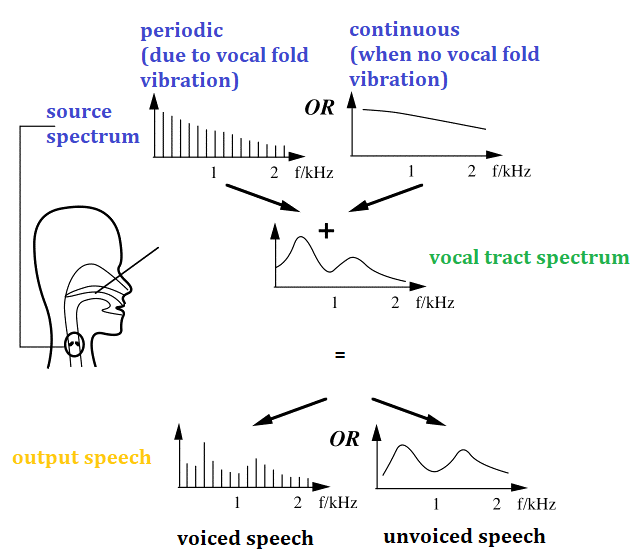 periodic
(due to vocal fold
vibration)
continuous
(when no vocal fold
vibration)
source
spectrum
OR
1 2 f/kHz
1 2 f/kHz
+
vocal tract spectrum
1 2 f/kHz
=
output speech
OR
1 2 f/kHz
1 2 f/kHz
voiced speech
unvoiced speech